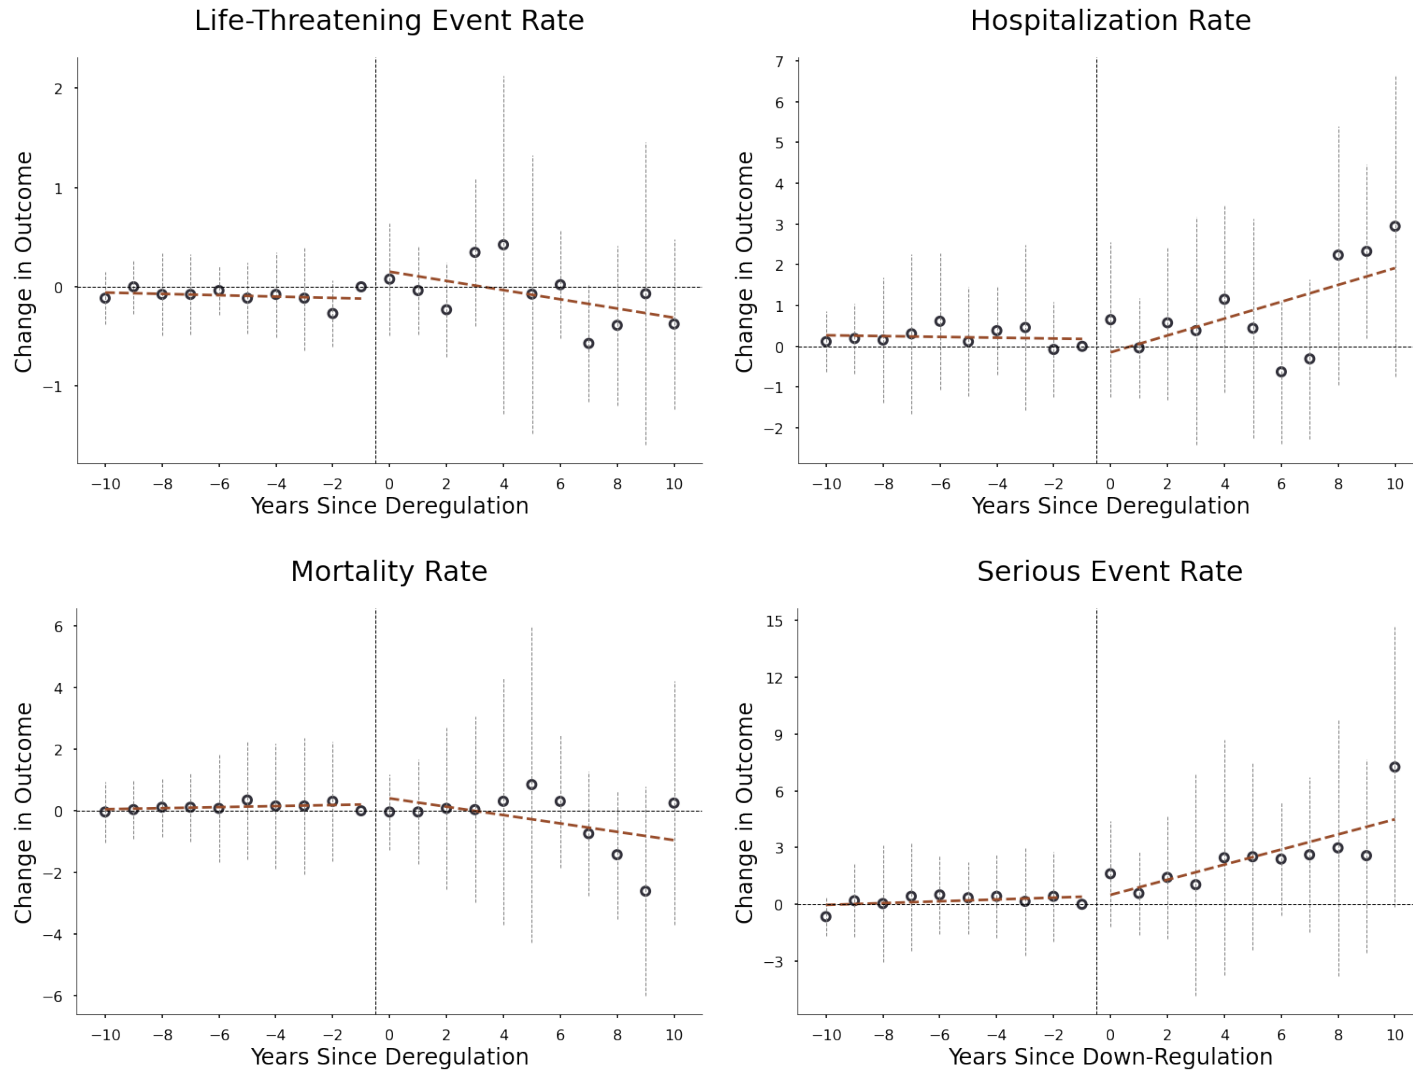 Life-Threatening Event Rate
Change in Outcome
2
1
0
−1
−10 −8 −6 −4 −2 0 2 4 6 8 10
Years Since Deregulation
Hospitalization Rate
Change in Outcome
7
6
5
4
3
2
1
0
−1
−2
−10 −8 −6 −4 −2 0 2 4 6 8 10
Years Since Deregulation
Mortality Rate
Change in Outcome
6
4
2
0
−2
−4
−6
−10 −8 −6 −4 −2 0 2 4 6 8 10
Years Since Deregulation
Serious Event Rate
Change in Outcome
15
12
9
6
3
0
−3
−10 −8 −6 −4 −2 0 2 4 6 8 10
Years Since Down-Regulation